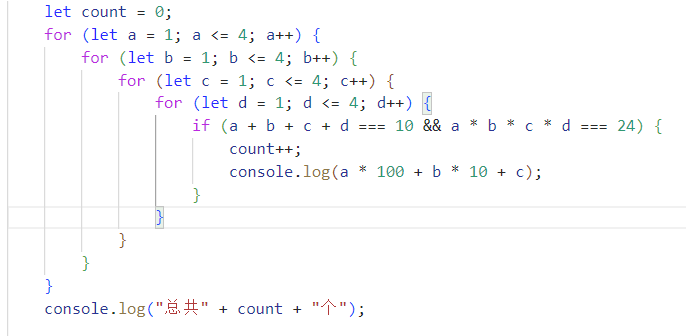 let count = 0;
for (let a = 1; a <= 4; a++) {
for (let b = 1; b <= 4; b++) {
for (let c = 1; c <= 4; c++) {
for (let d = 1; d <= 4; d++) {
if (a + b + c + d === 10 && a * b * c * d === 24) {
count++;
console.log(a * 100 + b * 10 + c);
}
}
}
}
}
console.log("总共" + count + "个");